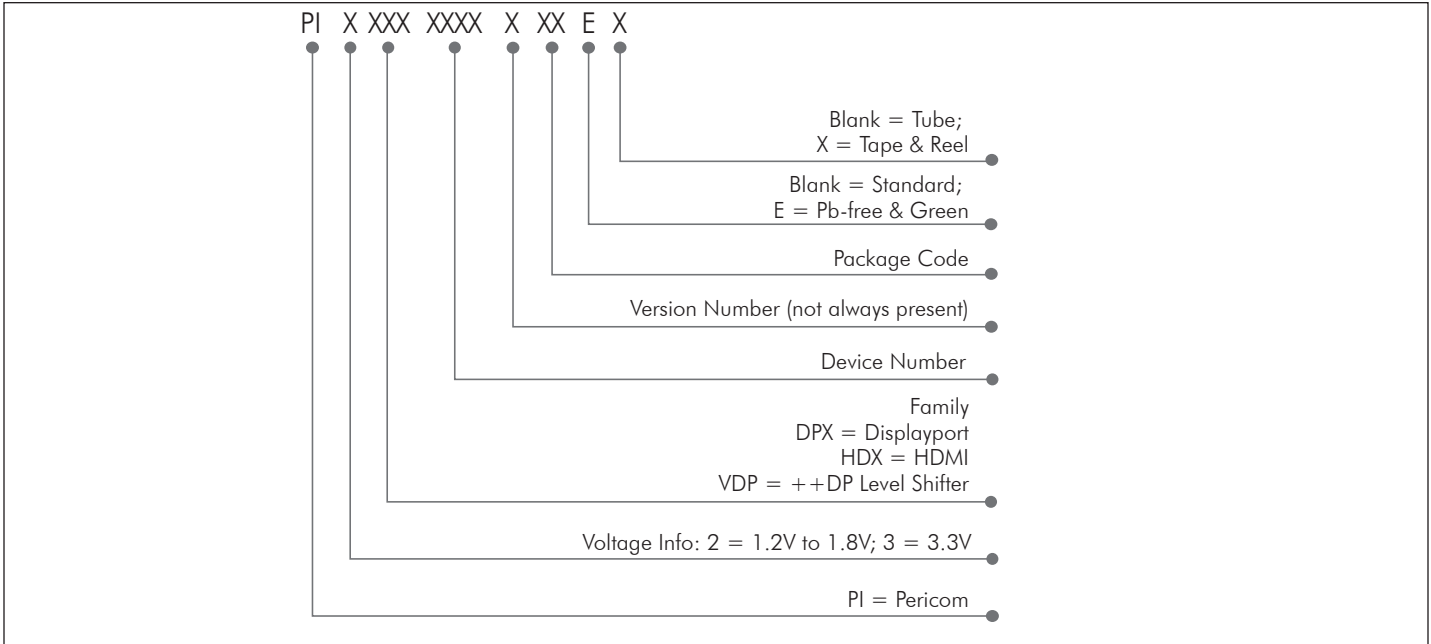 PI X XXX XXXX X XX E X
Blank = Tube;
X = Tape & Reel
Blank = Standard;
E = Pb-free & Green
Package Code
Version Number (not always present)
Device Number
Family
DPX = Displayport
HDX = HDMI
VDP = ++DP Level Shifter
Voltage Info: 2 = 1.2V to 1.8V; 3 = 3.3V
PI = Pericom